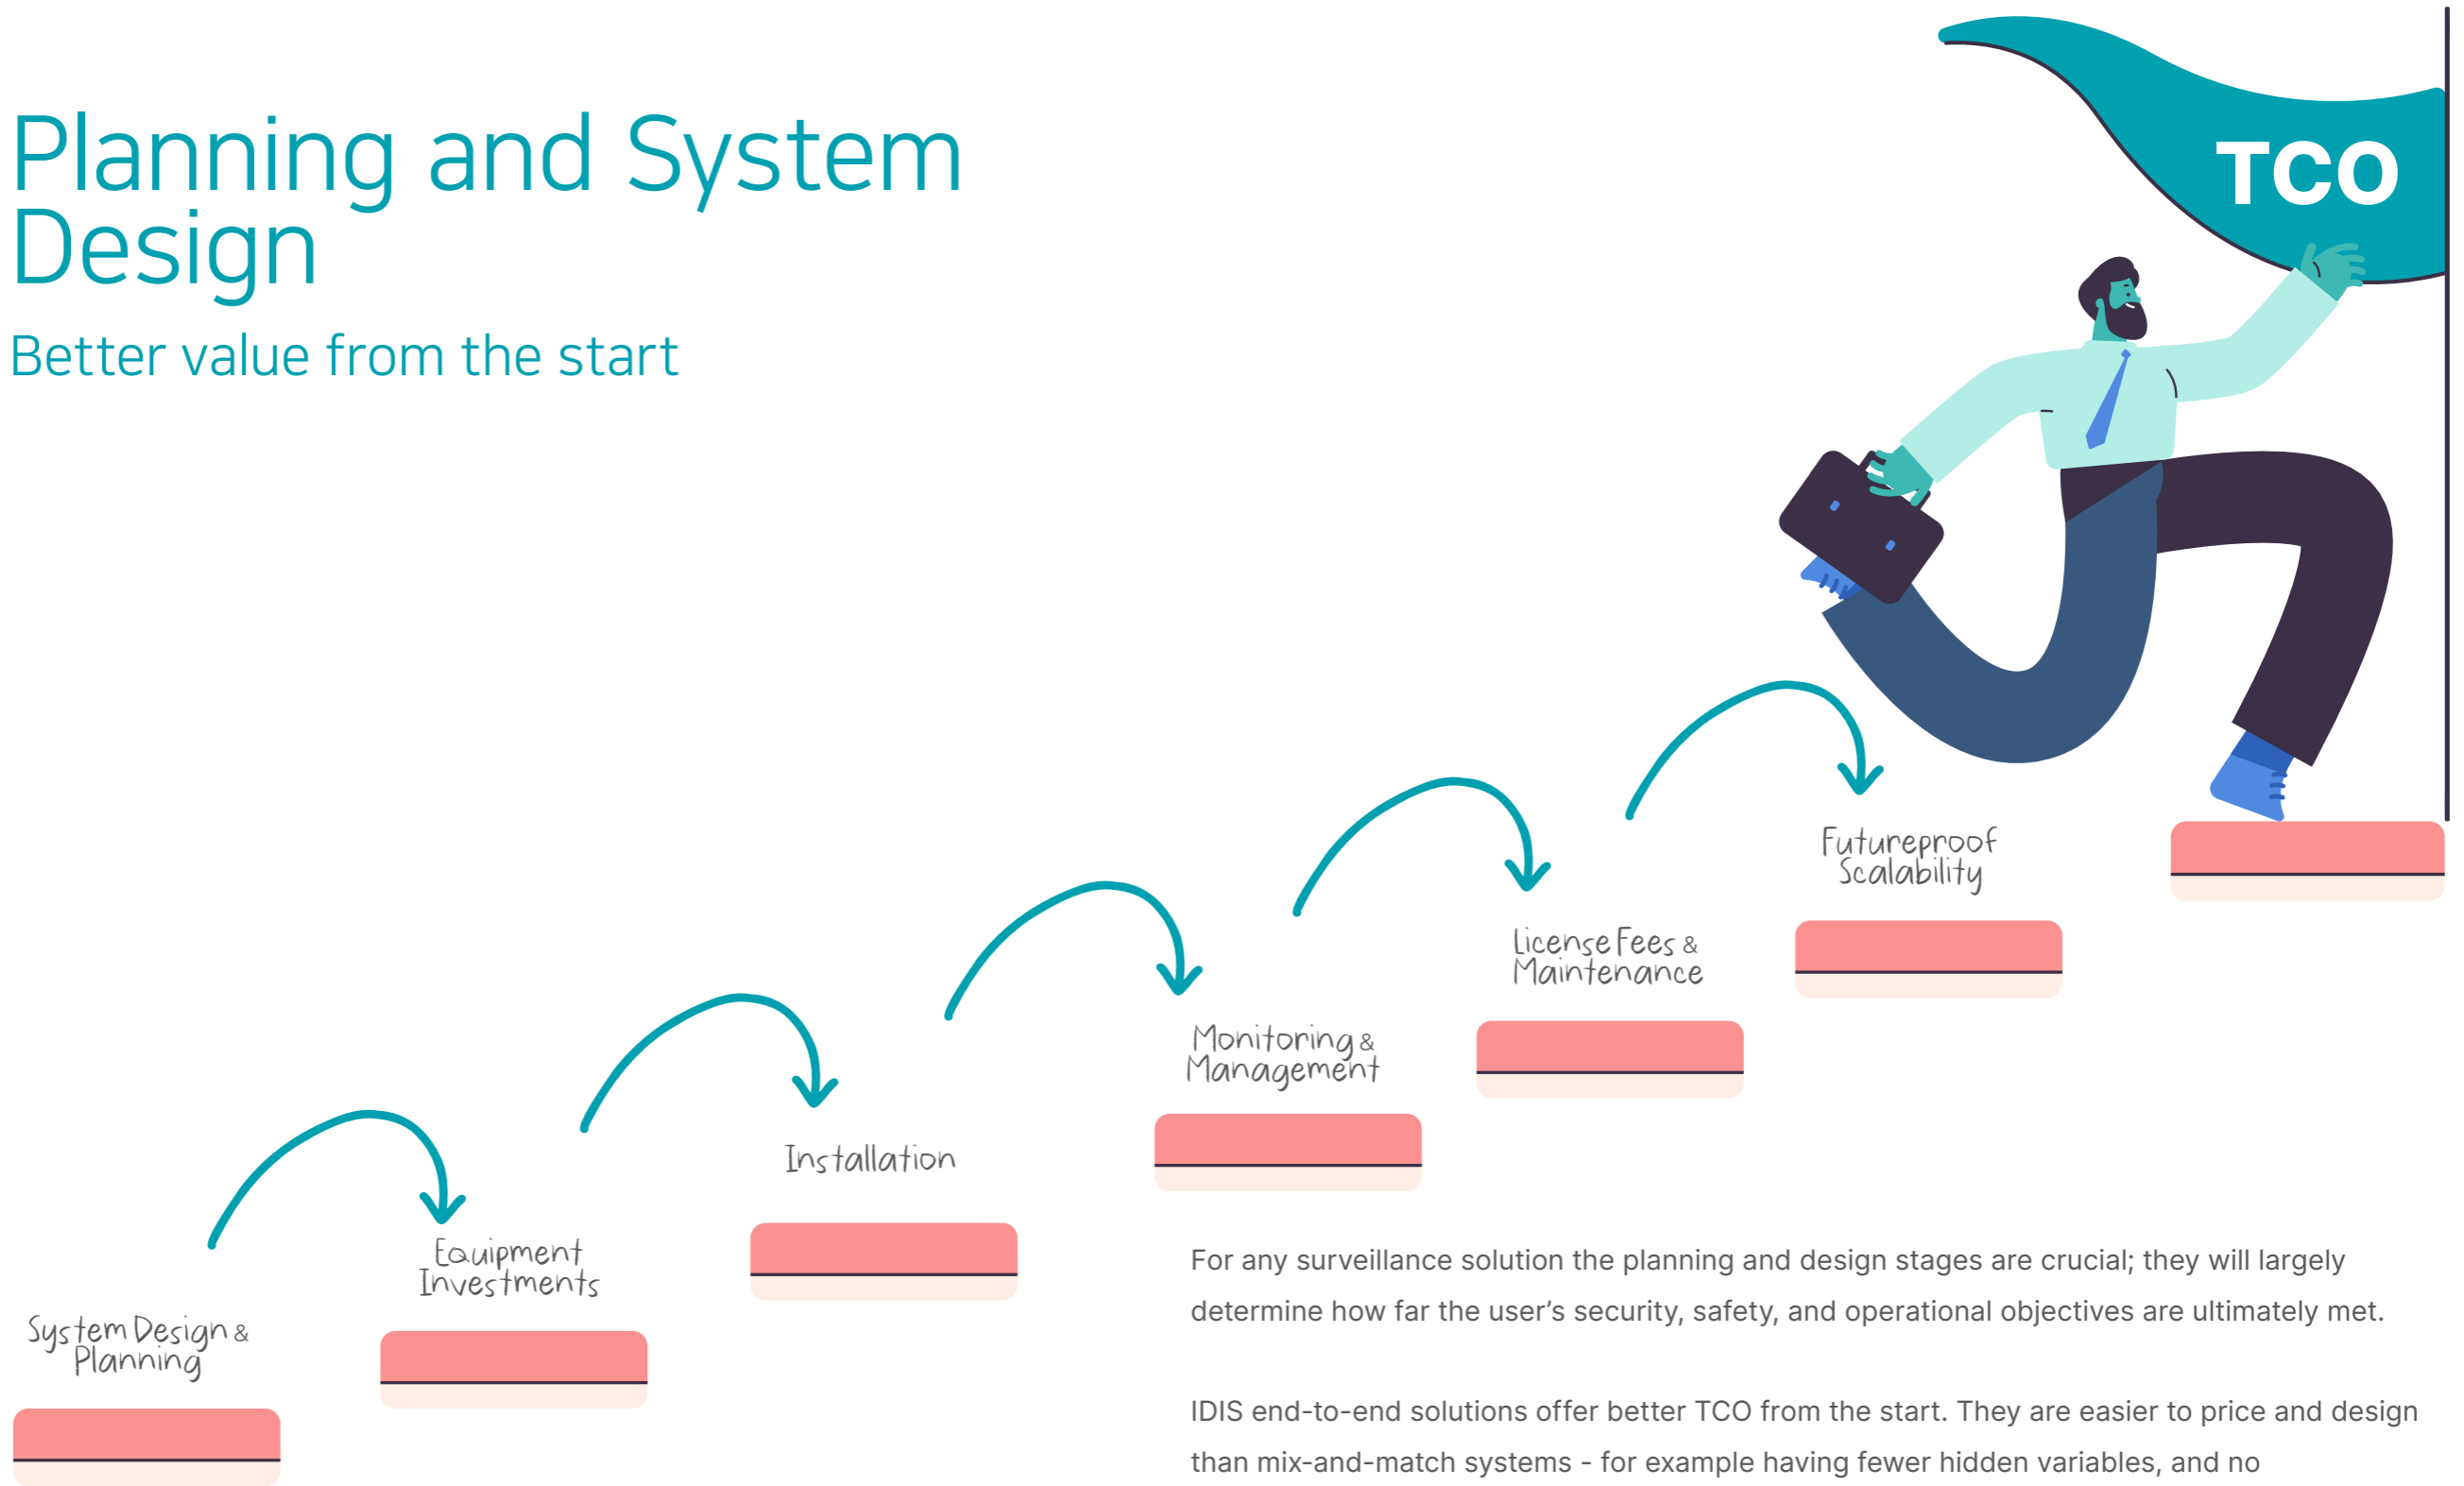 Planning and System
Design
Better value from the start
TCO
Futureproof
Scalability
License Fees &
Maintenance
Monitoring &
Management
Installation
Equipment
Investments
System Design &
Planning
For any surveillance solution the planning and design stages are crucial; they will largely
determine how far the user’s security, safety, and operational objectives are ultimately met.
IDIS end-to-end solutions offer better TCO from the start. They are easier to price and design
than mix-and-match systems - for example having fewer hidden variables, and no